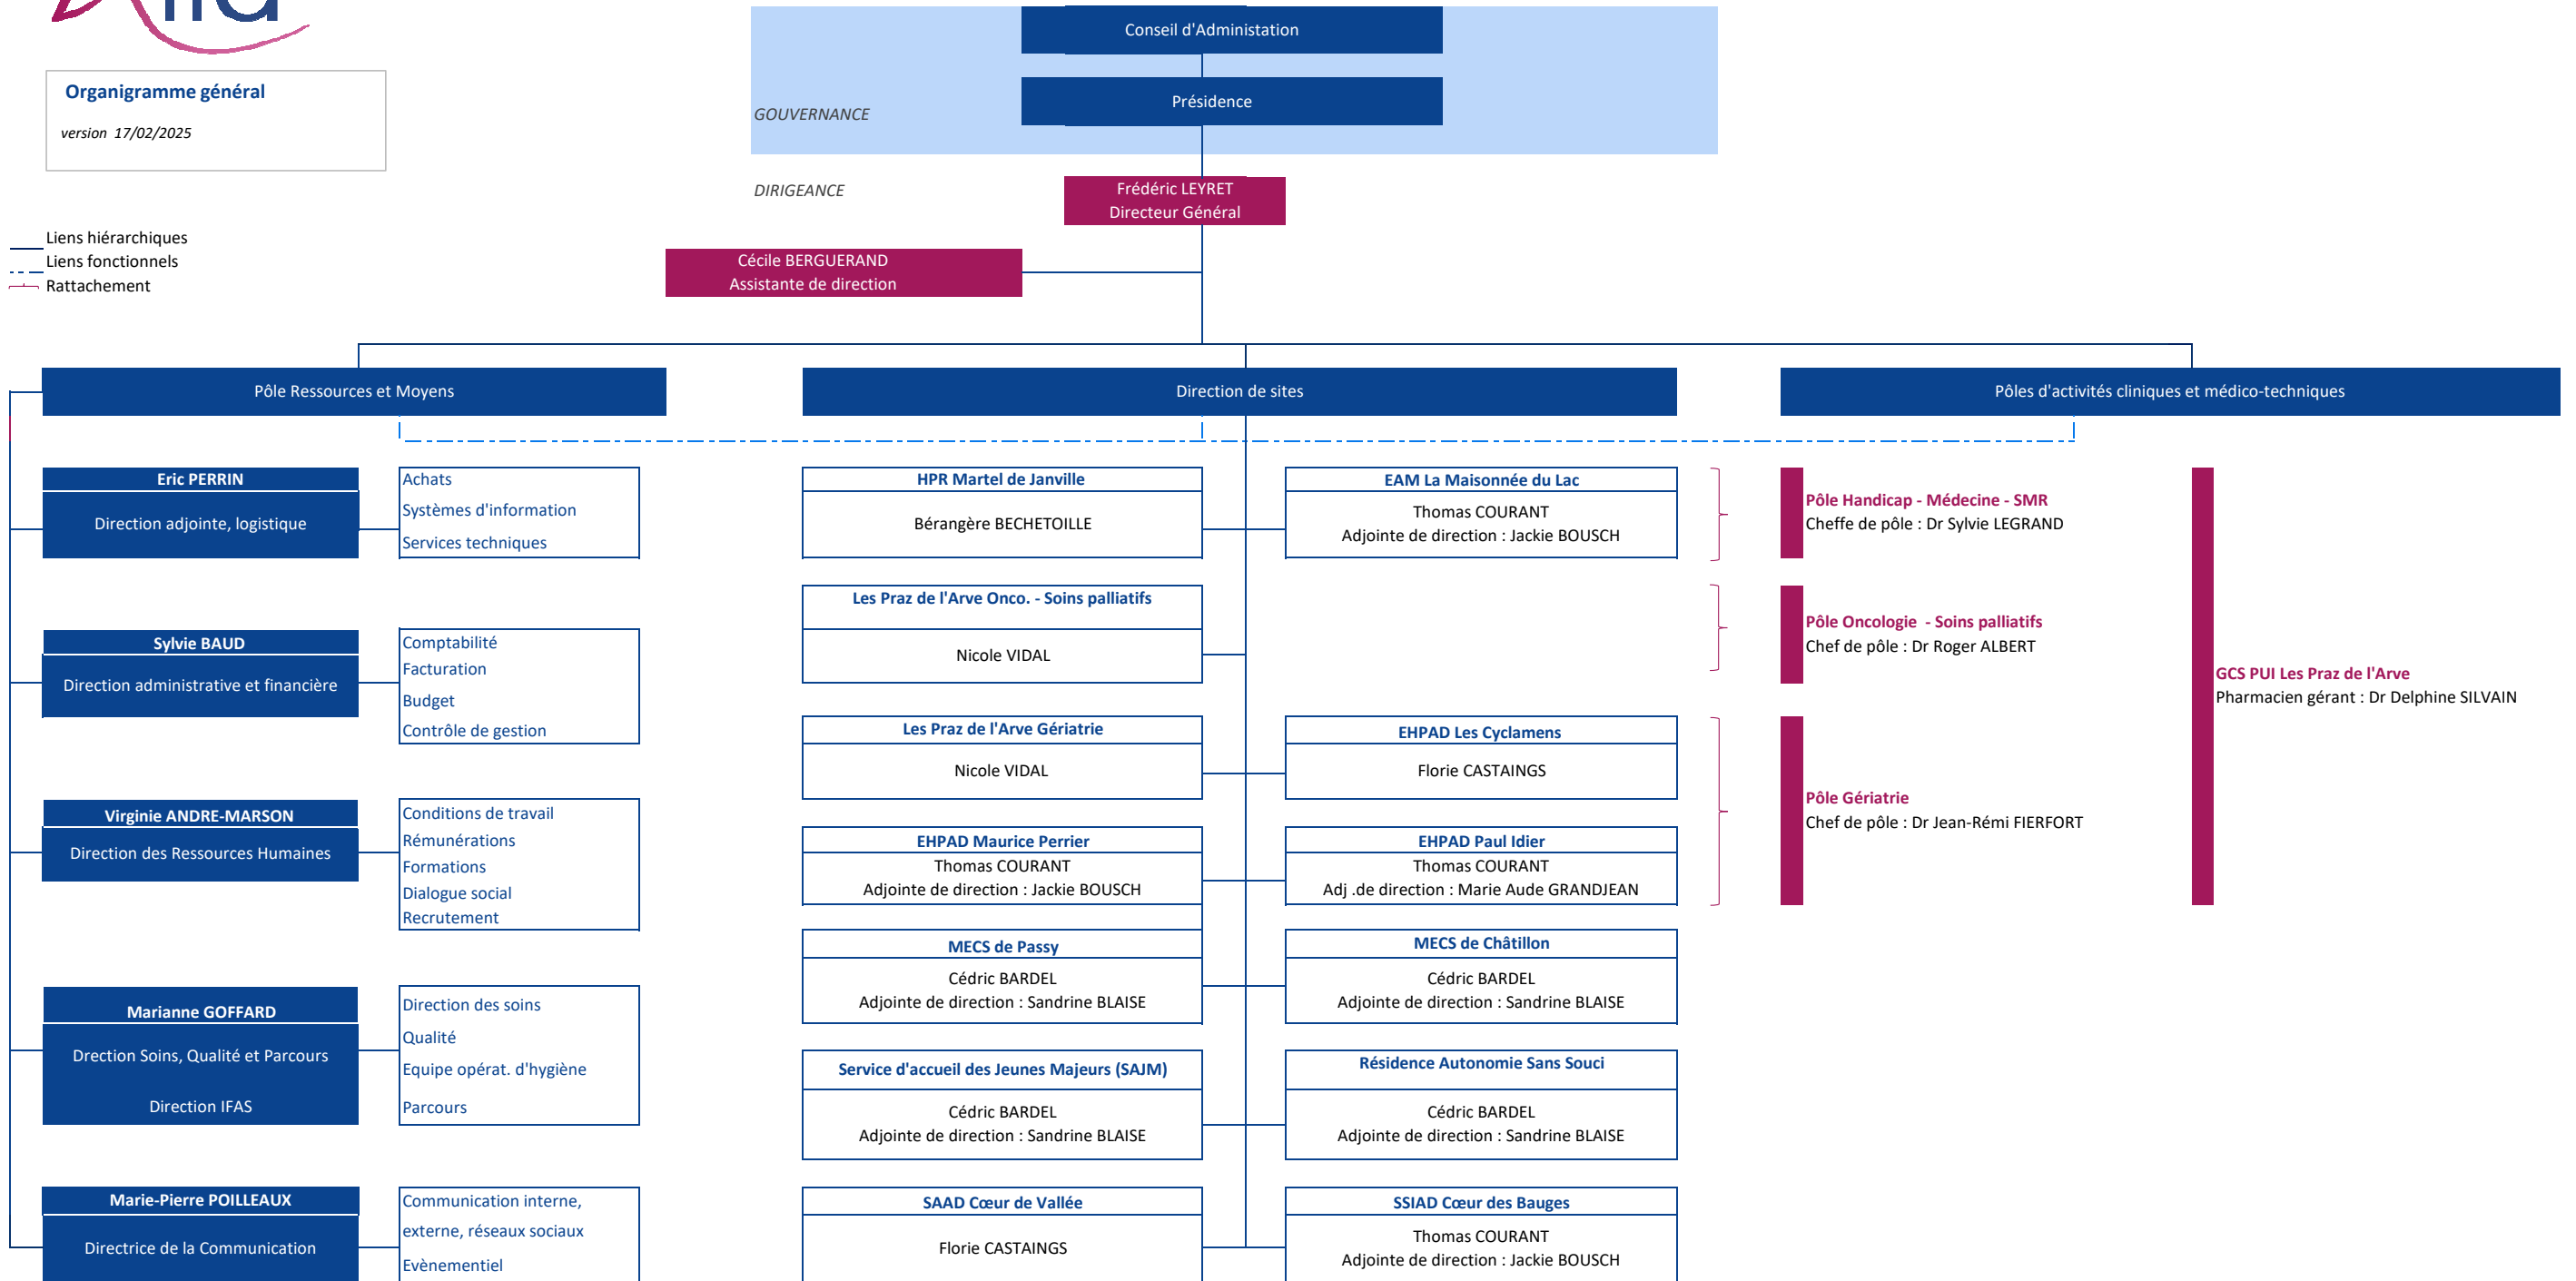 Organigramme général
version 17/02/2025
Liens hiérarchiques
Liens fonctionnels
Rattachement
Conseil d'Administation
Présidence
GOUVERNANCE
DIRIGEANCE
Frédéric LEYRET
Directeur Général
Cécile BERGUERAND
Assistante de direction
Pôle Ressources et Moyens
Direction de sites
Pôles d'activités cliniques et médico-techniques
Eric PERRIN
Direction adjointe, logistique
Achats
Systèmes d'information
Services techniques
Sylvie BAUD
Direction administrative et financière
Comptabilité
Facturation
Budget
Contrôle de gestion
Virginie ANDRE-MARSON
Direction des Ressources Humaines
Conditions de travail
Rémunérations
Formations
Dialogue social
Recrutement
Marianne GOFFARD
Drection Soins, Qualité et Parcours
Direction IFAS
Direction des soins
Qualité
Equipe opérat. d'hygiène
Parcours
Marie-Pierre POILLEAUX
Directrice de la Communication
Communication interne,
externe, réseaux sociaux
Evènementiel
HPR Martel de Janville
Bérangère BECHETOILLE
EAM La Maisonnée du Lac
Thomas COURANT
Adjointe de direction : Jackie BOUSCH
Les Praz de l'Arve Onco. - Soins palliatifs
Nicole VIDAL
Les Praz de l'Arve Gériatrie
Nicole VIDAL
EHPAD Les Cyclamens
Florie CASTAINGS
EHPAD Maurice Perrier
Thomas COURANT
Adjointe de direction : Jackie BOUSCH
EHPAD Paul Idier
Thomas COURANT
Adj .de direction : Marie Aude GRANDJEAN
MECS de Passy
Cédric BARDEL
Adjointe de direction : Sandrine BLAISE
MECS de Châtillon
Cédric BARDEL
Adjointe de direction : Sandrine BLAISE
Service d'accueil des Jeunes Majeurs (SAJM)
Cédric BARDEL
Adjointe de direction : Sandrine BLAISE
Résidence Autonomie Sans Souci
Cédric BARDEL
Adjointe de direction : Sandrine BLAISE
SAAD Cœur de Vallée
Florie CASTAINGS
SSIAD Cœur des Bauges
Thomas COURANT
Adjointe de direction : Jackie BOUSCH
Pôle Handicap - Médecine - SMR
Cheffe de pôle : Dr Sylvie LEGRAND
Pôle Oncologie - Soins palliatifs
Chef de pôle : Dr Roger ALBERT
Pôle Gériatrie
Chef de pôle : Dr Jean-Rémi FIERFORT
GCS PUI Les Praz de l'Arve
Pharmacien gérant : Dr Delphine SILVAIN